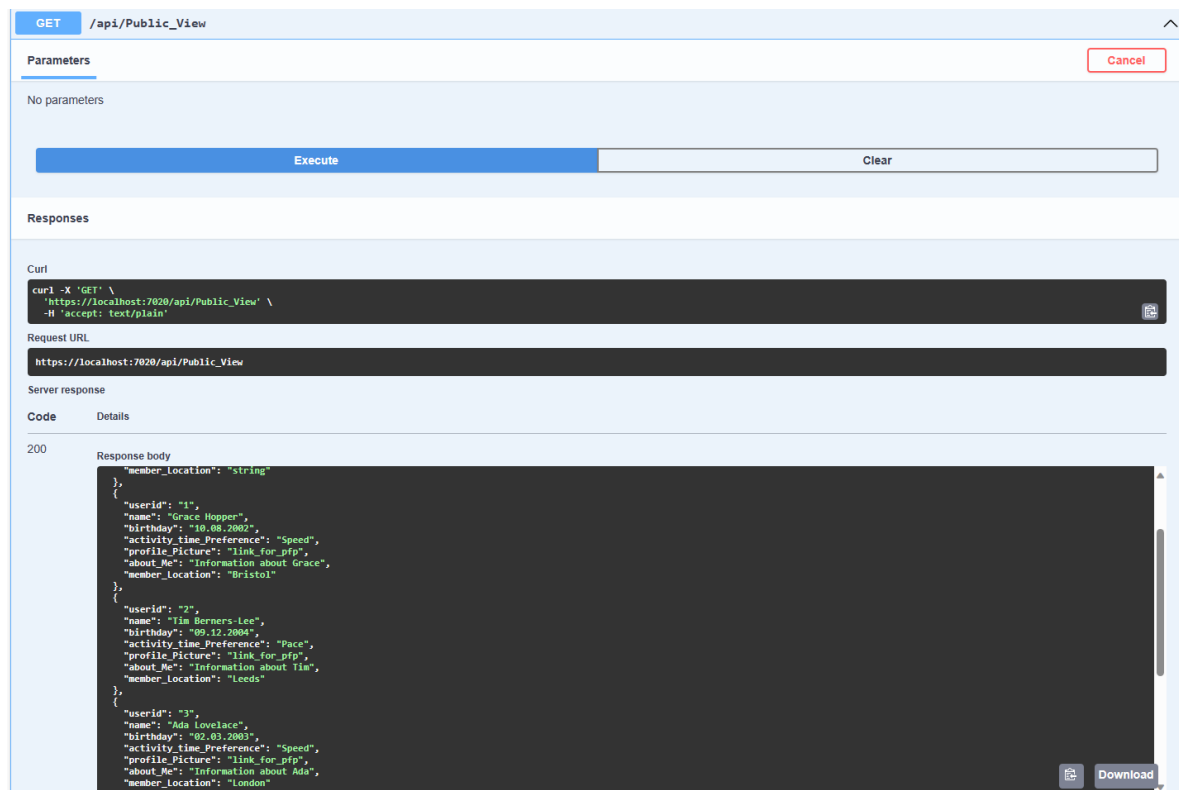 GET /api/Public_View
Parameters
Cancel
No parameters
Execute
Clear
Responses
Curl
curl -X 'GET' \
'https://localhost:7020/api/Public_View' \
-H 'accept: text/plain'
Request URL
https://localhost:7020/api/Public_View
Server response
Code Details
200
Response body
"member_Location": "string"
},
{
"userid": "1",
"name": "Grace Hopper",
"birthday": "10.08.2002",
"activity_time_Preference": "Speed",
"profile_Picture": "link_for_pfp",
"about_Me": "Information about Grace",
"member_Location": "Bristol"
},
{
"userid": "2",
"name": "Tim Berners-Lee",
"birthday": "09.12.2004",
"activity_time_Preference": "Pace",
"profile_Picture": "link_for_pfp",
"about_Me": "Information about Tim",
"member_Location": "Leeds"
},
{
"userid": "3",
"name": "Ada Lovelace",
"birthday": "02.03.2003",
"activity_time_Preference": "Speed",
"profile_Picture": "link_for_pfp",
"about_Me": "Information about Ada",
"member_Location": "London"
Download